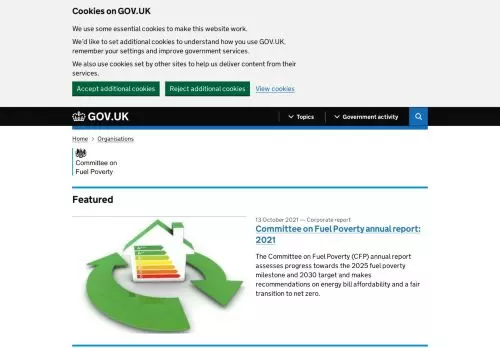 Cookies on GOV.UK
We use some essential cookies to make this website work.
We'd like to set additional cookies to understand how you use GOV.UK,
remember your settings and improve government services.
We also use cookies set by other sites to help us deliver content from their
services.
Accept additional cookies
Reject additional cookies
View cookies
GOV.UK
Topics
Government activity
Home > Organisations
Committee on
Fuel Poverty
Featured
13 October 2021 — Corporate report
Committee on Fuel Poverty annual report:
2021
The Committee on Fuel Poverty (CFP) annual report
assesses progress towards the 2025 fuel poverty
milestone and 2030 target and makes
recommendations on energy bill affordability and a fair
transition to net zero.